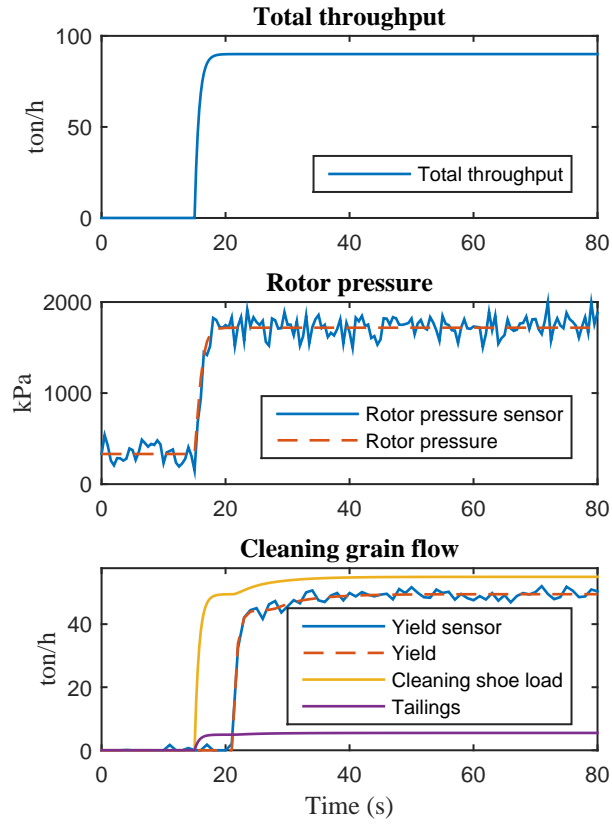 Total throughput
100
50
0
ton/h
Total throughput
0 20 40 60 80
Rotor pressure
2000
1000
0
kPa
Rotor pressure sensor
Rotor pressure
0 20 40 60 80
Cleaning grain flow
40
20
0
ton/h
Yield sensor
Yield
Cleaning shoe load
Tailings
0 20 40 60 80
Time (s)